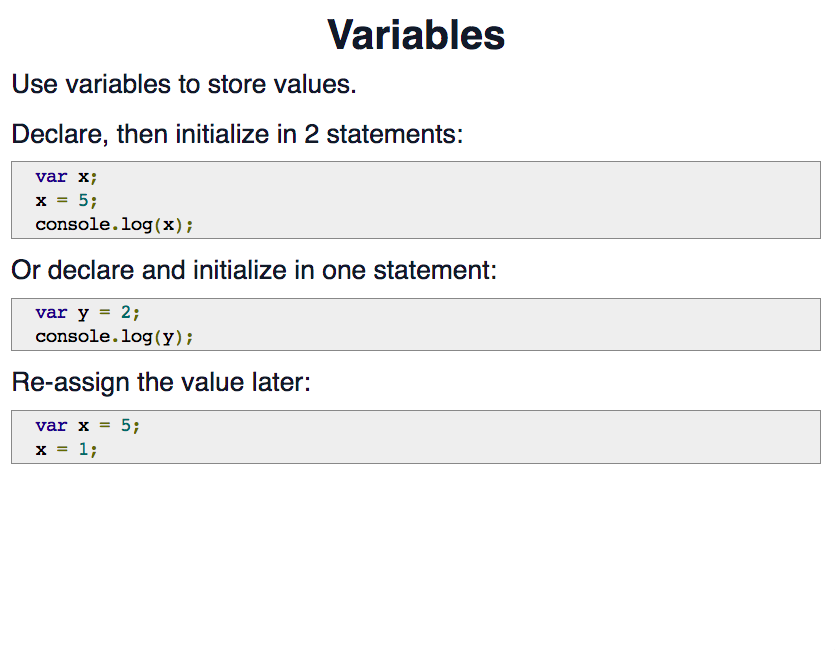 Variables
Use variables to store values.
Declare, then initialize in 2 statements:
var x;
x = 5;
console.log(x);
Or declare and initialize in one statement:
var y = 2;
console.log(y);
Re-assign the value later:
var x = 5;
x = 1;